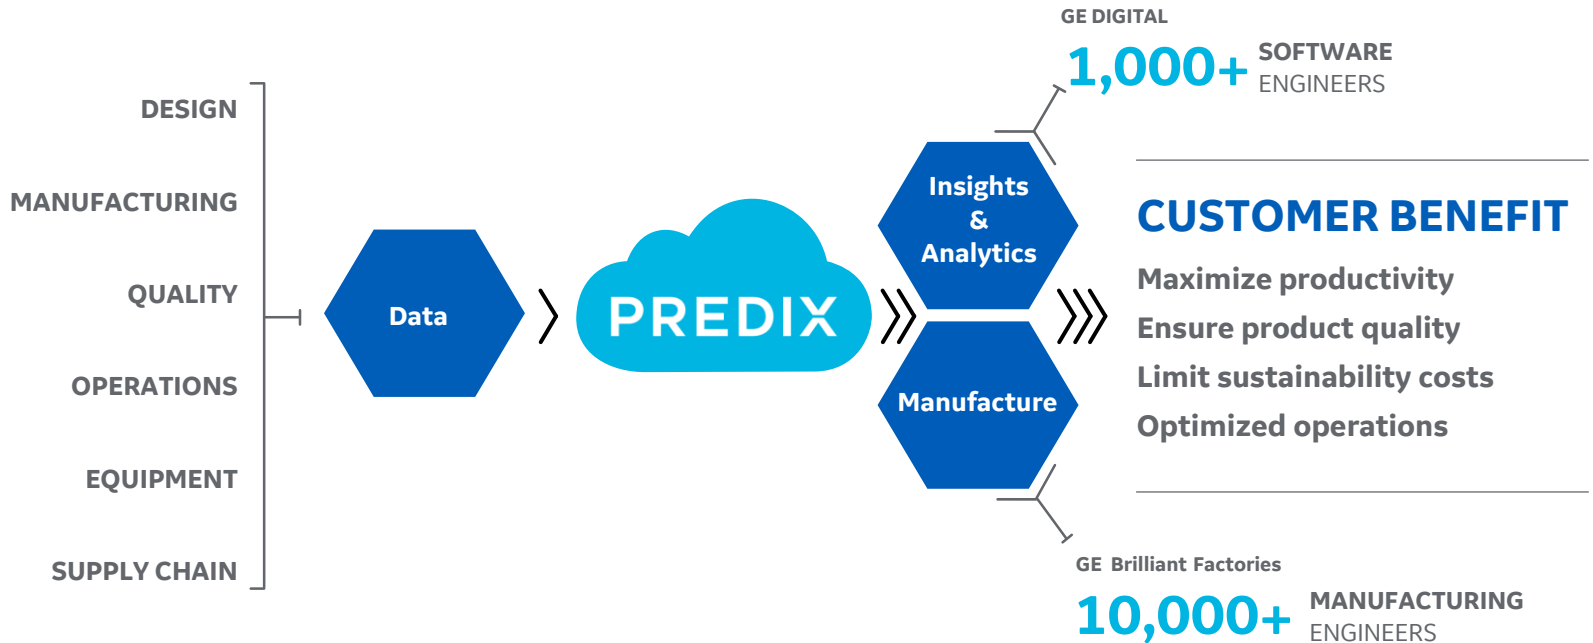 DESIGN
MANUFACTURING
QUALITY
OPERATIONS
EQUIPMENT
SUPPLY CHAIN
Data
PREDIX
GE DIGITAL
1,000+ SOFTWARE
ENGINEERS
Insights
&
Analytics
Manufacture
GE Brilliant Factories
10,000+ MANUFACTURING
ENGINEERS
CUSTOMER BENEFIT
Maximize productivity
Ensure product quality
Limit sustainability costs
Optimized operations